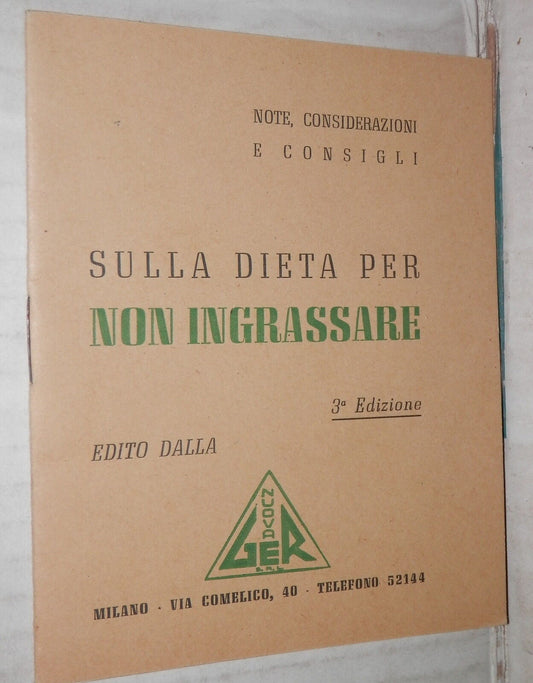 NOTE, CONSIDERAZIONI
E CONSIGLI
SULLA DIETA PER
NON INGRASSARE
3ª Edizione
EDITO DALLA
NUOVA
GER
S.R.L.
MILANO - VIA COMELICO, 40 - TELEFONO 52144